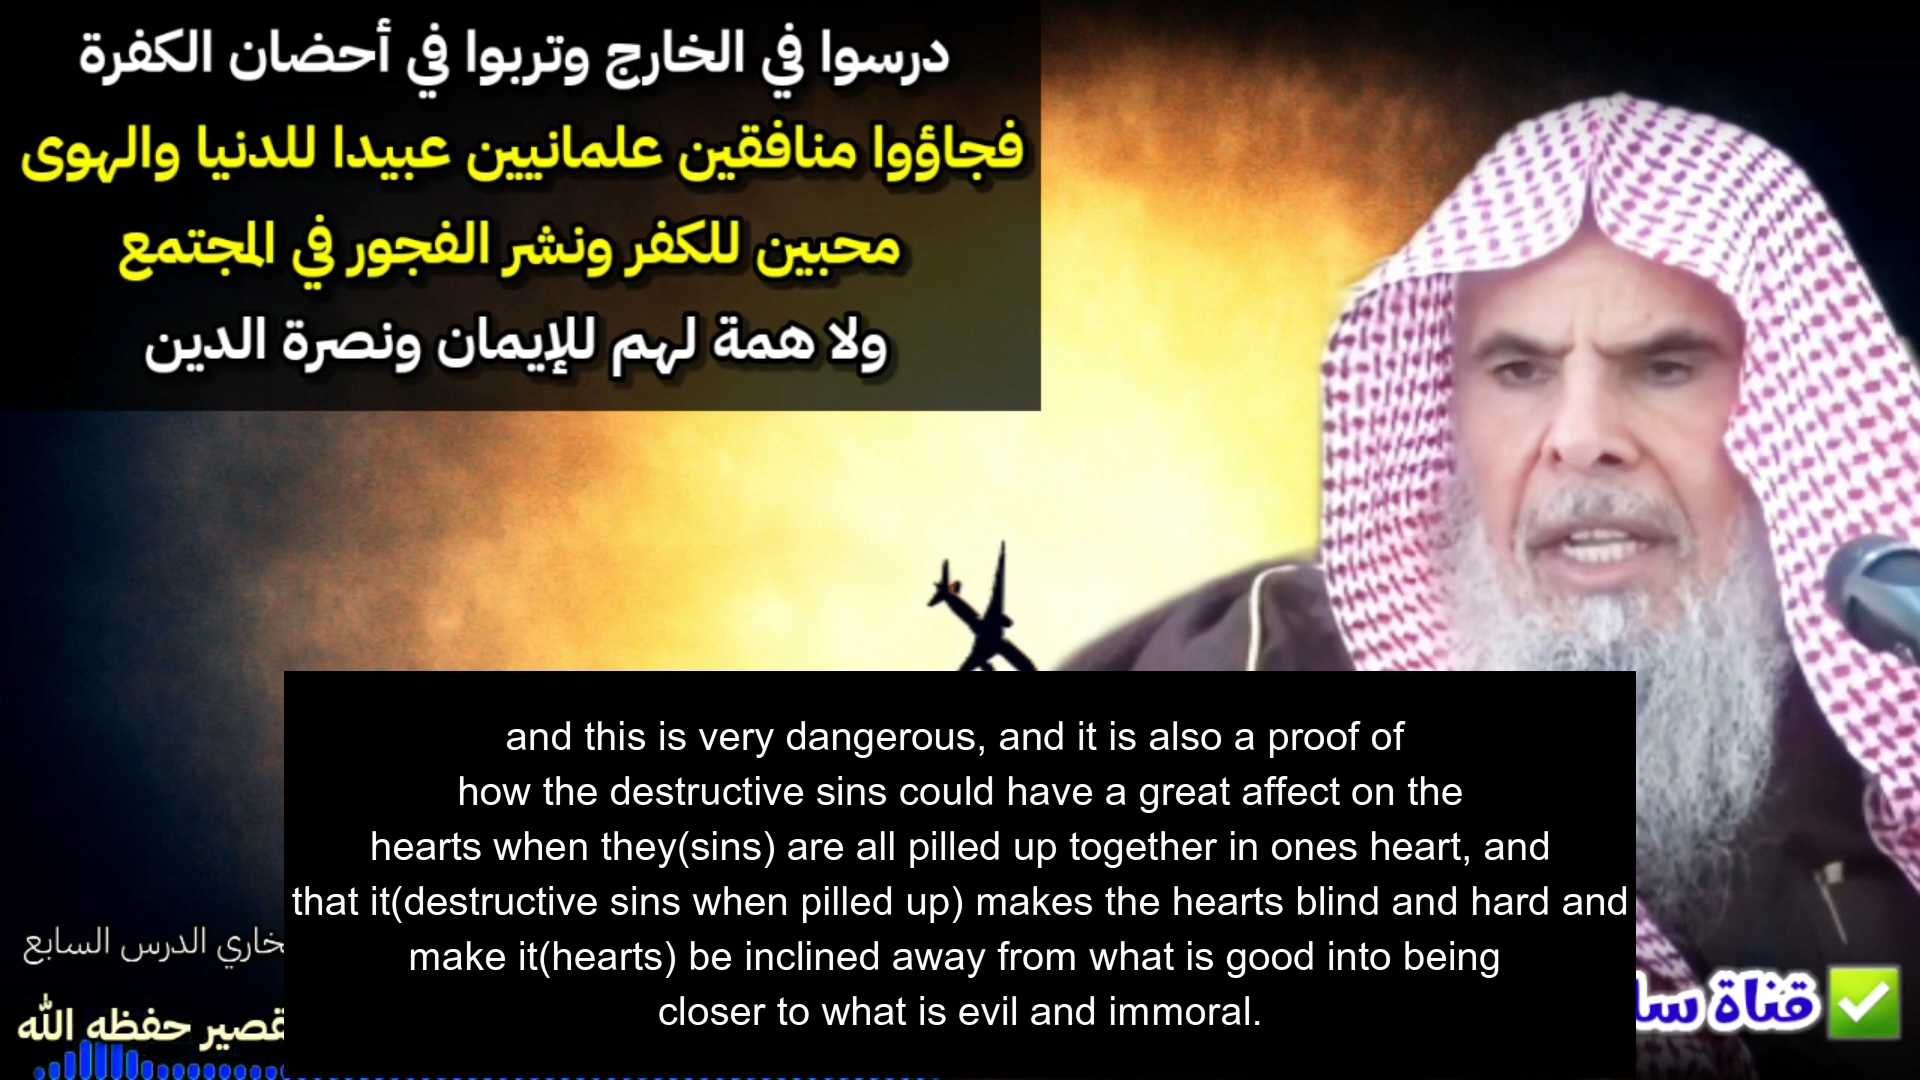 درسوا في الخارج وتربوا في أحضان الكفرة
فجاؤوا منافقين علمانيين عبيدا للدنيا والهوى
محبين للكفر ونشر الفجور في المجتمع
ولا همة لهم للإيمان ونصرة الدين
and this is very dangerous, and it is also a proof of
how the destructive sins could have a great affect on the
hearts when they(sins) are all pilled up together in ones heart, and
that it(destructive sins when pilled up) makes the hearts blind and hard and
make it(hearts) be inclined away from what is good into being
closer to what is evil and immoral.
الدرس السابع
حفظه الله
قناة